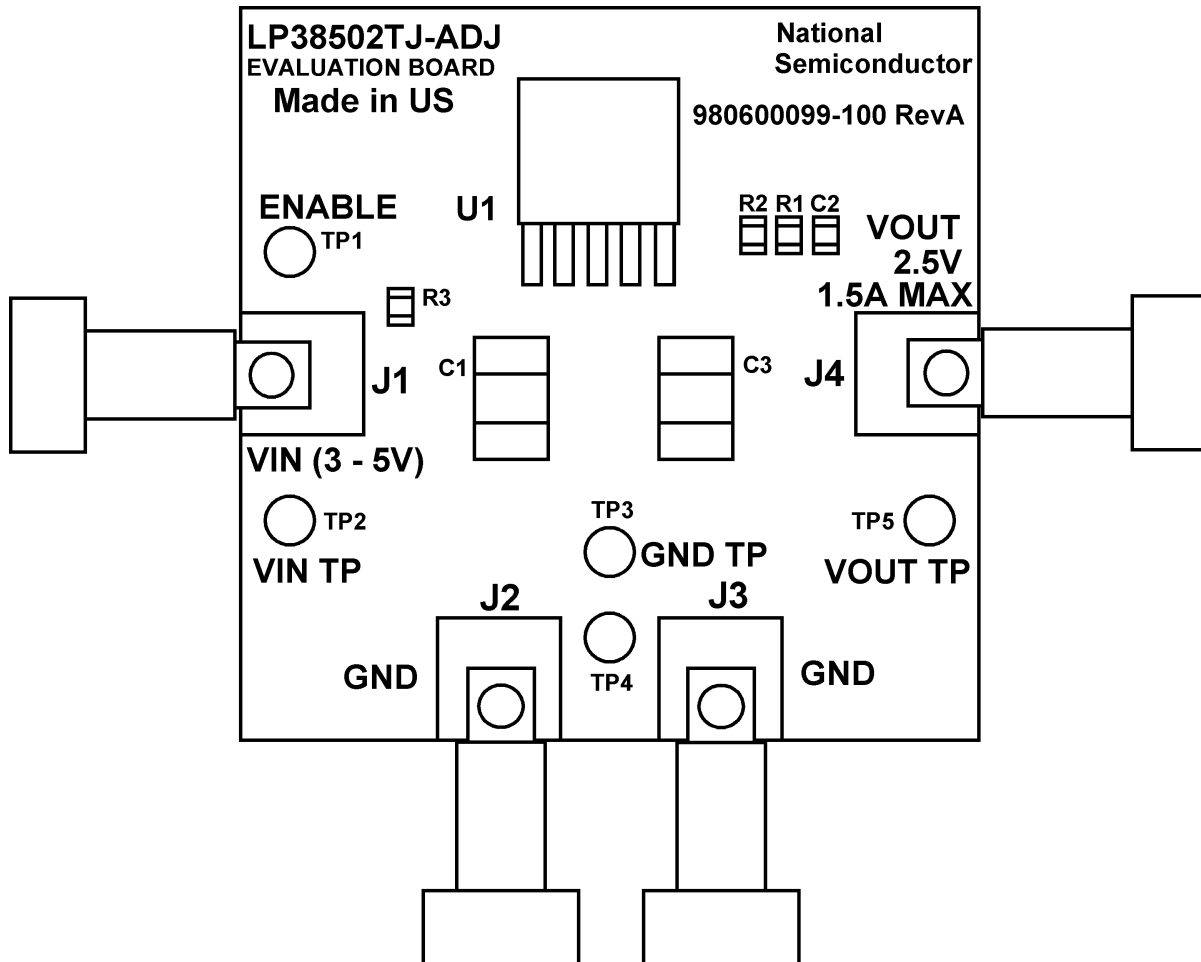 LP38502TJ-ADJ
EVALUATION BOARD
Made in US
National
Semiconductor
980600099-100 RevA
ENABLE
TP1
U1
R2 R1 C2
VOUT
2.5V
1.5A MAX
R3
J1
C1
C3
J4
VIN (3 - 5V)
TP2
VIN TP
TP3
GND TP
TP5
VOUT TP
J2
J3
GND
TP4
GND